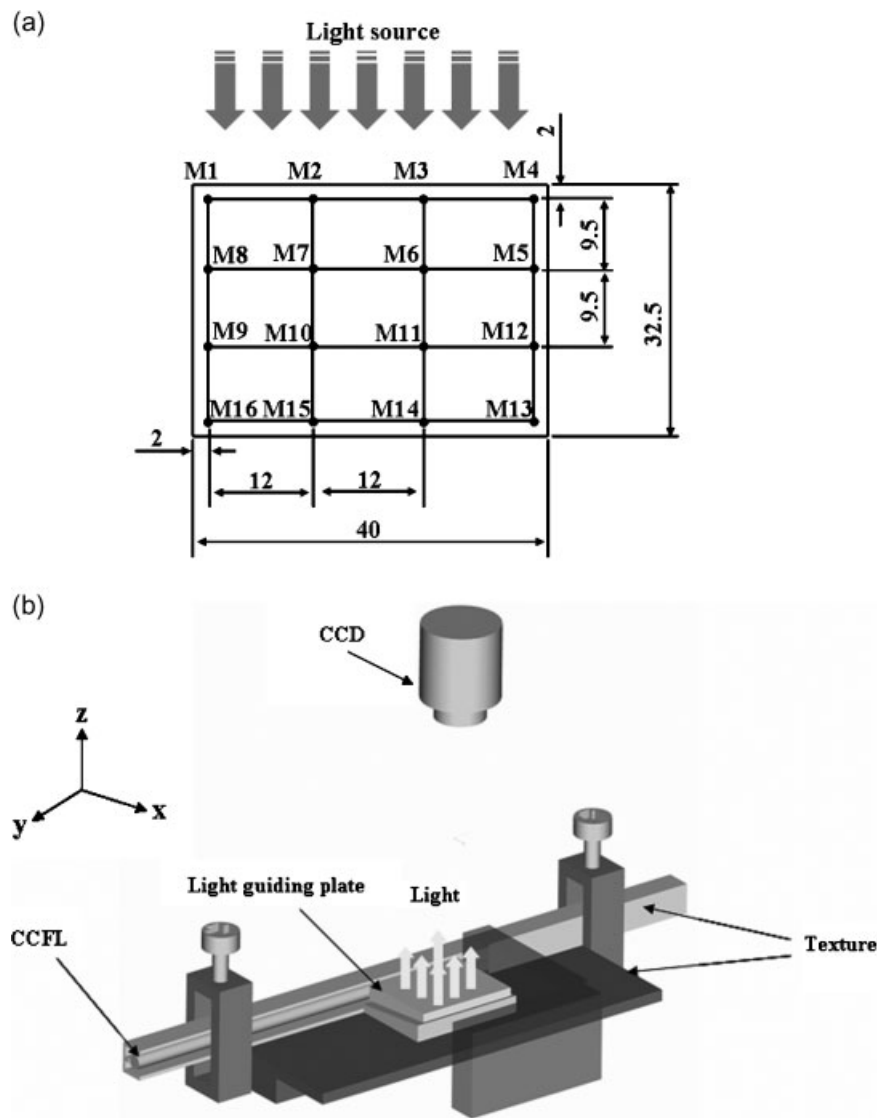 (a)
Light source
2
M1 M2 M3 M4
9.5
M8 M7 M6 M5
9.5
32.5
M9 M10 M11 M12
M16 M15 M14 M13
2
12 12
40
(b)
CCD
z
x
y
Light guiding plate
Light
CCFL
Texture